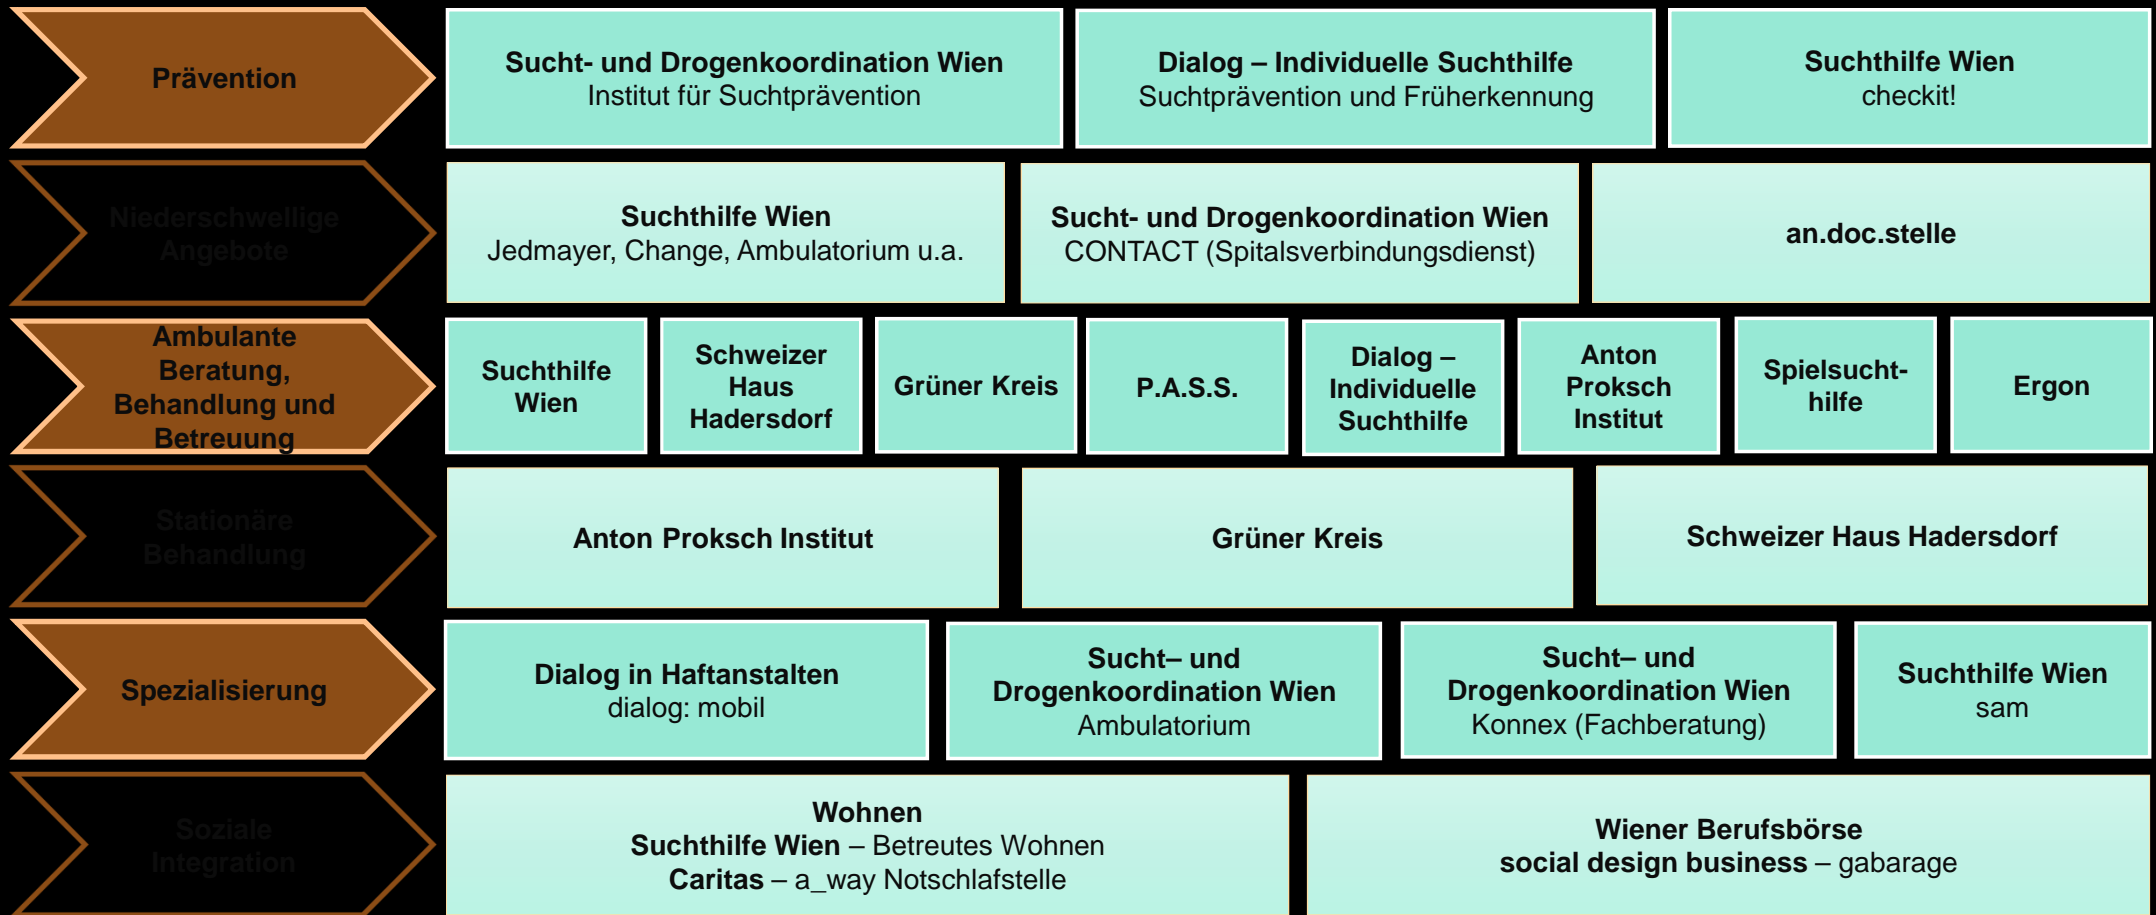 Prävention
Sucht- und Drogenkoordination Wien
Institut für Suchtprävention
Dialog – Individuelle Suchthilfe
Suchtprävention und Früherkennung
Suchthilfe Wien
checkit!
Niederschwellige
Angebote
Suchthilfe Wien
Jedmayer, Change, Ambulatorium u.a.
Sucht- und Drogenkoordination Wien
CONTACT (Spitalsverbindungsdienst)
an.doc.stelle
Ambulante
Beratung,
Behandlung und
Betreuung
Suchthilfe
Wien
Schweizer
Haus
Hadersdorf
Grüner Kreis
P.A.S.S.
Dialog –
Individuelle
Suchthilfe
Anton
Proksch
Institut
Spielsucht-
hilfe
Ergon
Stationäre
Behandlung
Anton Proksch Institut
Grüner Kreis
Schweizer Haus Hadersdorf
Spezialisierung
Dialog in Haftanstalten
dialog: mobil
Sucht– und
Drogenkoordination Wien
Ambulatorium
Sucht– und
Drogenkoordination Wien
Konnex (Fachberatung)
Suchthilfe Wien
sam
Soziale
Integration
Wohnen
Suchthilfe Wien – Betreutes Wohnen
Caritas – a_way Notschlafstelle
Wiener Berufsbörse
social design business – gabarage